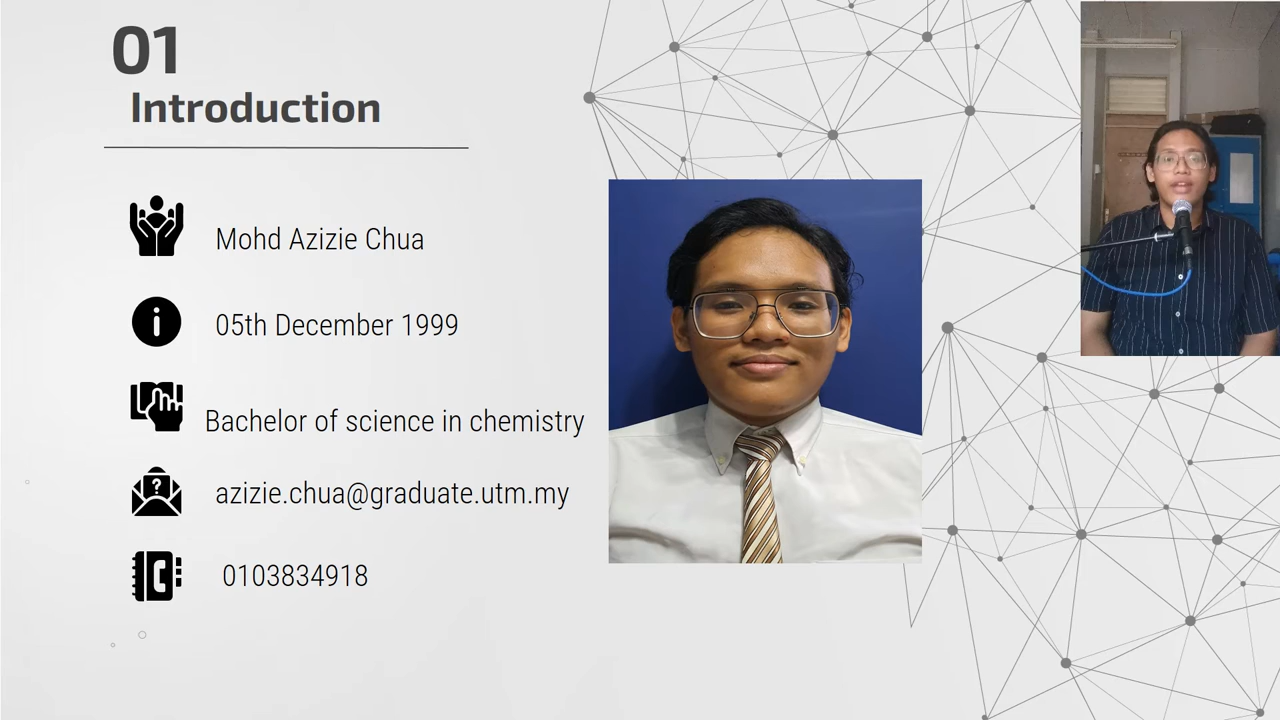 01
Introduction
Mohd Azizie Chua
05th December 1999
Bachelor of science in chemistry
azizie.chua@graduate.utm.my
0103834918